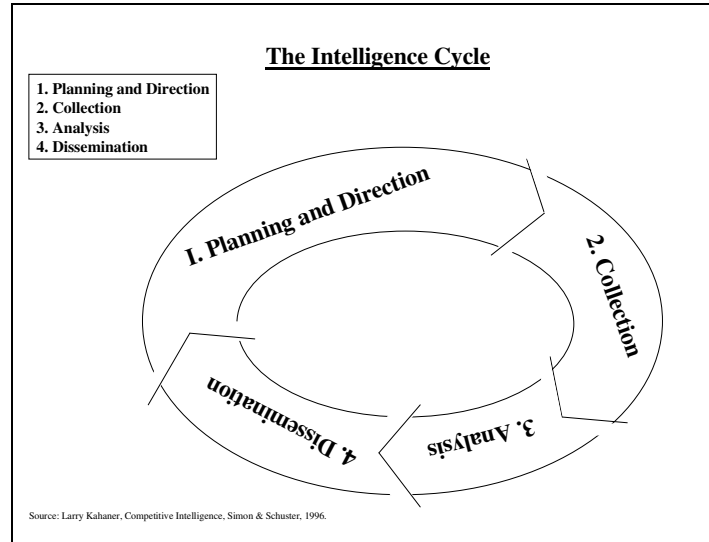 The Intelligence Cycle
1. Planning and Direction
2. Collection
3. Analysis
4. Dissemination
1. Planning and Direction
2. Collection
3. Analysis
4. Dissemination
Source: Larry Kahaner, Competitive Intelligence, Simon & Schuster, 1996.